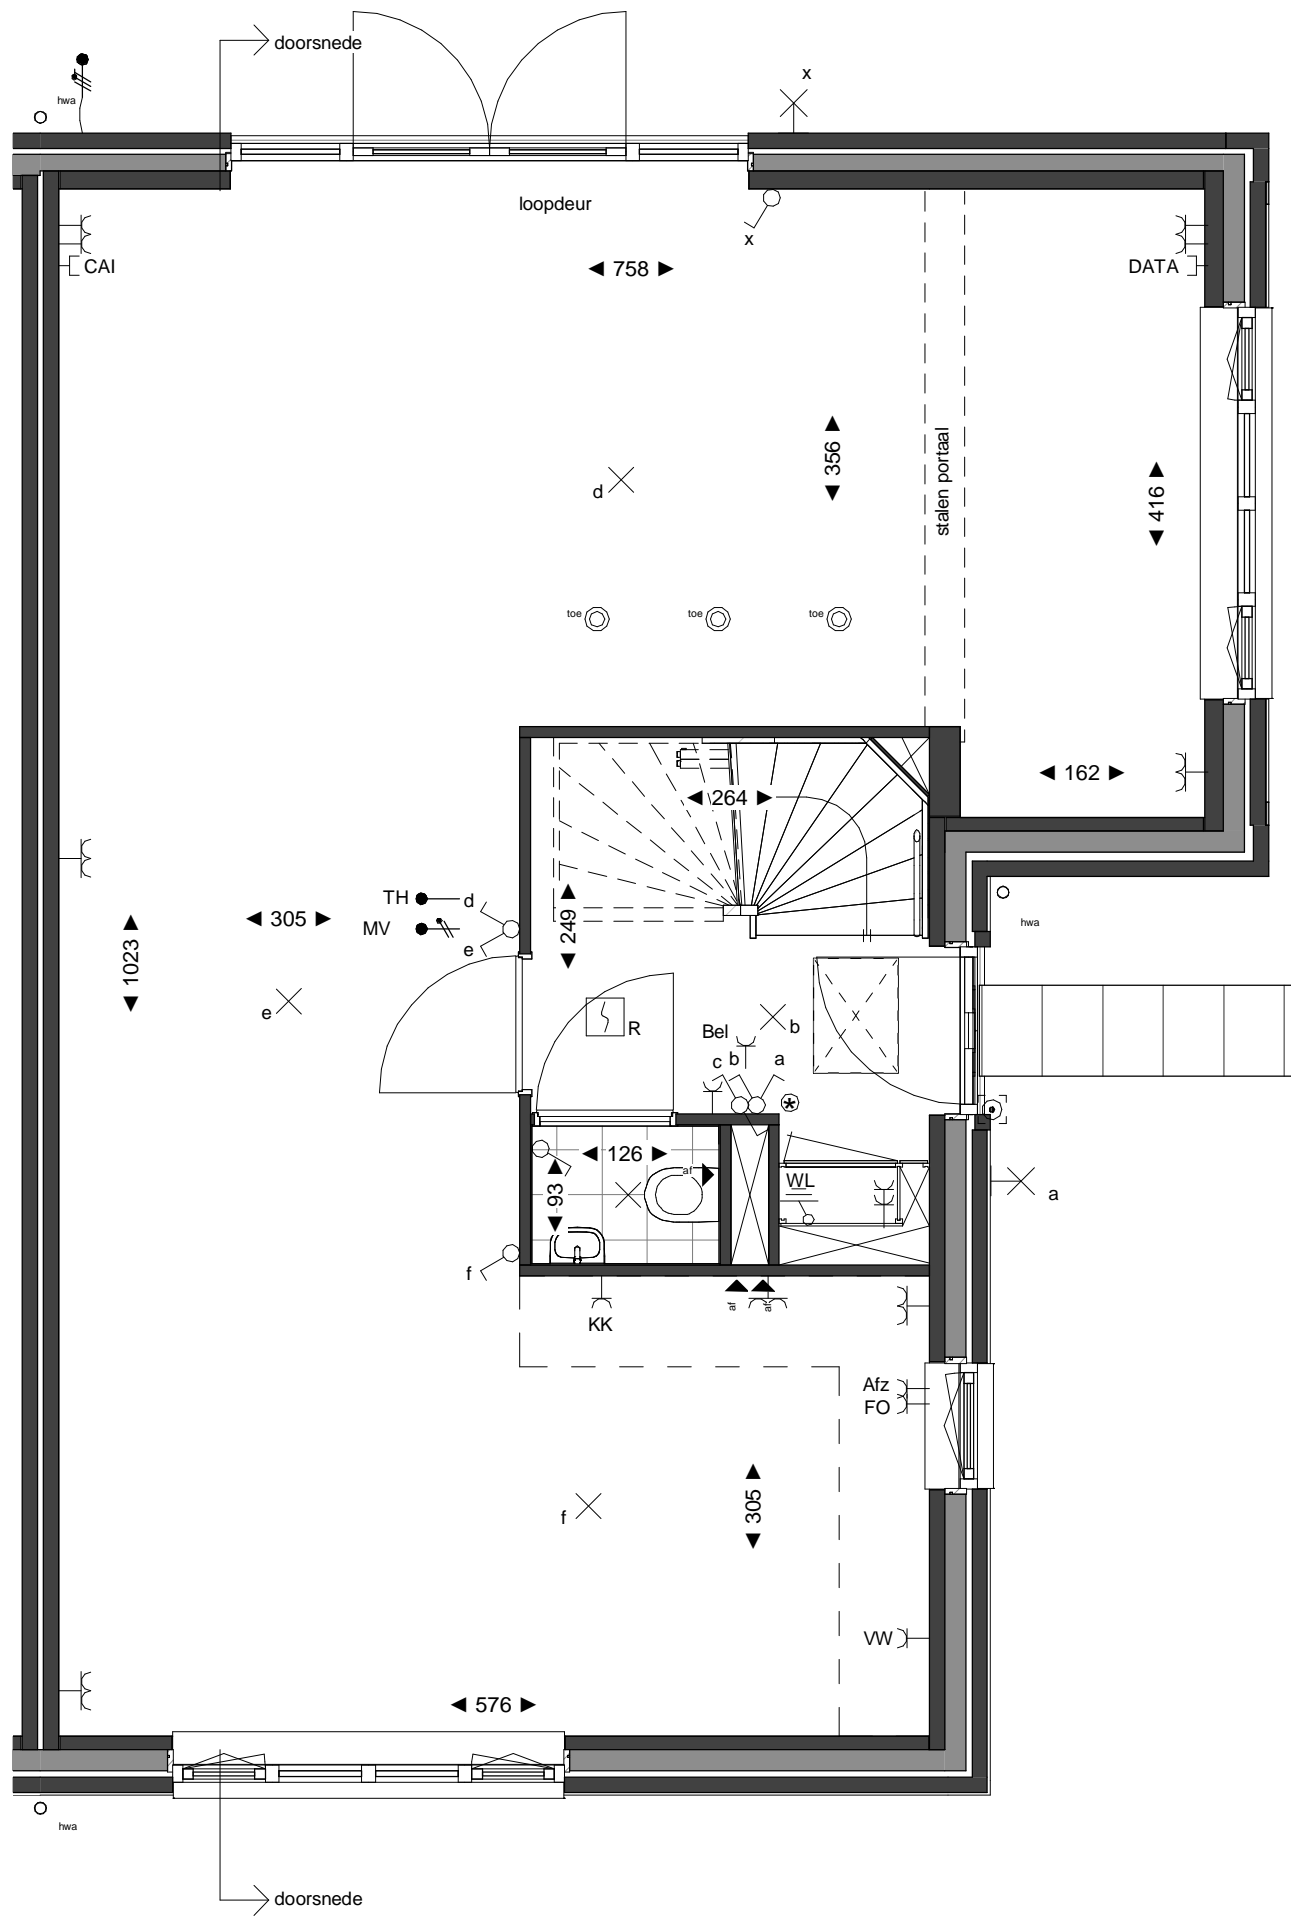 doorsnede
x
hwa
loopdeur
x
CAI
758
DATA
356
stalen portaal
416
d
toe
toe
toe
162
264
TH
d
249
305
MV
e
hwa
1023
e
R
Bel
b
c
b
a
*
126
af
93
WL
a
f
af
af
KK
Afz
FO
305
f
VW
576
hwa
doorsnede